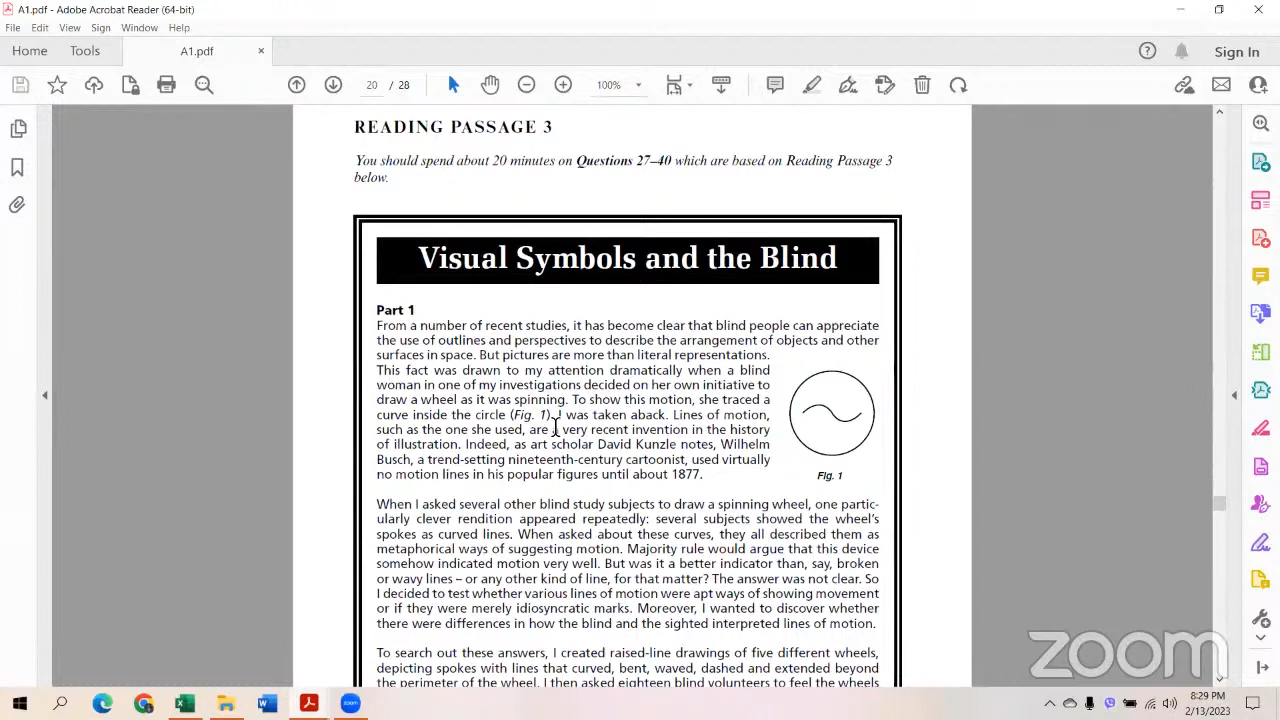 A1.pdf - Adobe Acrobat Reader (64-bit)
File Edit View Sign Window Help
Home Tools A1.pdf × Sign In
20 / 28 100%
READING PASSAGE 3
You should spend about 20 minutes on Questions 27–40 which are based on Reading Passage 3
below.
Visual Symbols and the Blind
Part 1
From a number of recent studies, it has become clear that blind people can appreciate
the use of outlines and perspectives to describe the arrangement of objects and other
surfaces in space. But pictures are more than literal representations.
This fact was drawn to my attention dramatically when a blind
woman in one of my investigations decided on her own initiative to
draw a wheel as it was spinning. To show this motion, she traced a
curve inside the circle (Fig. 1). I was taken aback. Lines of motion,
such as the one she used, are a very recent invention in the history
of illustration. Indeed, as art scholar David Kunzle notes, Wilhelm
Busch, a trend-setting nineteenth-century cartoonist, used virtually
no motion lines in his popular figures until about 1877.
Fig. 1
When I asked several other blind study subjects to draw a spinning wheel, one partic-
ularly clever rendition appeared repeatedly: several subjects showed the wheel's
spokes as curved lines. When asked about these curves, they all described them as
metaphorical ways of suggesting motion. Majority rule would argue that this device
somehow indicated motion very well. But was it a better indicator than, say, broken
or wavy lines – or any other kind of line, for that matter? The answer was not clear. So
I decided to test whether various lines of motion were apt ways of showing movement
or if they were merely idiosyncratic marks. Moreover, I wanted to discover whether
there were differences in how the blind and the sighted interpreted lines of motion.
To search out these answers, I created raised-line drawings of five different wheels,
depicting spokes with lines that curved, bent, waved, dashed and extended beyond
the perimeter of the wheel. I then asked eighteen blind volunteers to feel the wheels
zoom
8:29 PM
2/13/2023